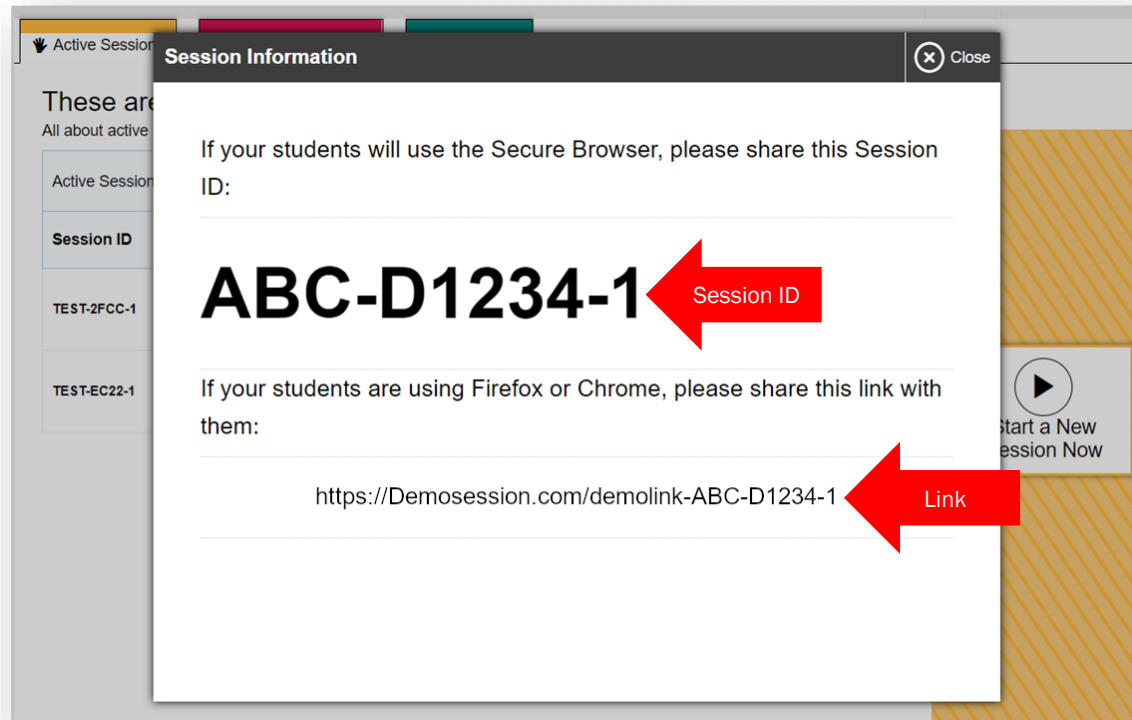 Active Session
Session Information
Close
These are
All about active
Active Session
Session ID
TEST-2FCC-1
TEST-EC22-1
If your students will use the Secure Browser, please share this Session
ID:
ABC-D1234-1
Session ID
If your students are using Firefox or Chrome, please share this link with
them:
https://Demosession.com/demolink-ABC-D1234-1
Link
Start a New
ession Now